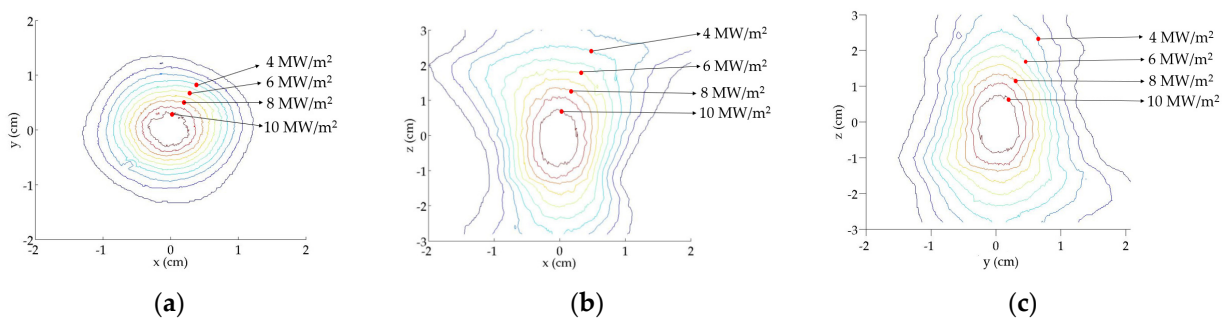 2
1
0
-1
-2
y (cm)
-2 -1 0 1 2
x (cm)
4 MW/m²
6 MW/m²
8 MW/m²
10 MW/m²
(a)
3
2
1
0
-1
-2
-3
z (cm)
-2 -1 0 1 2
x (cm)
4 MW/m²
6 MW/m²
8 MW/m²
10 MW/m²
(b)
3
2
1
0
-1
-2
-3
z (cm)
-2 -1 0 1 2
y (cm)
4 MW/m²
6 MW/m²
8 MW/m²
10 MW/m²
(c)